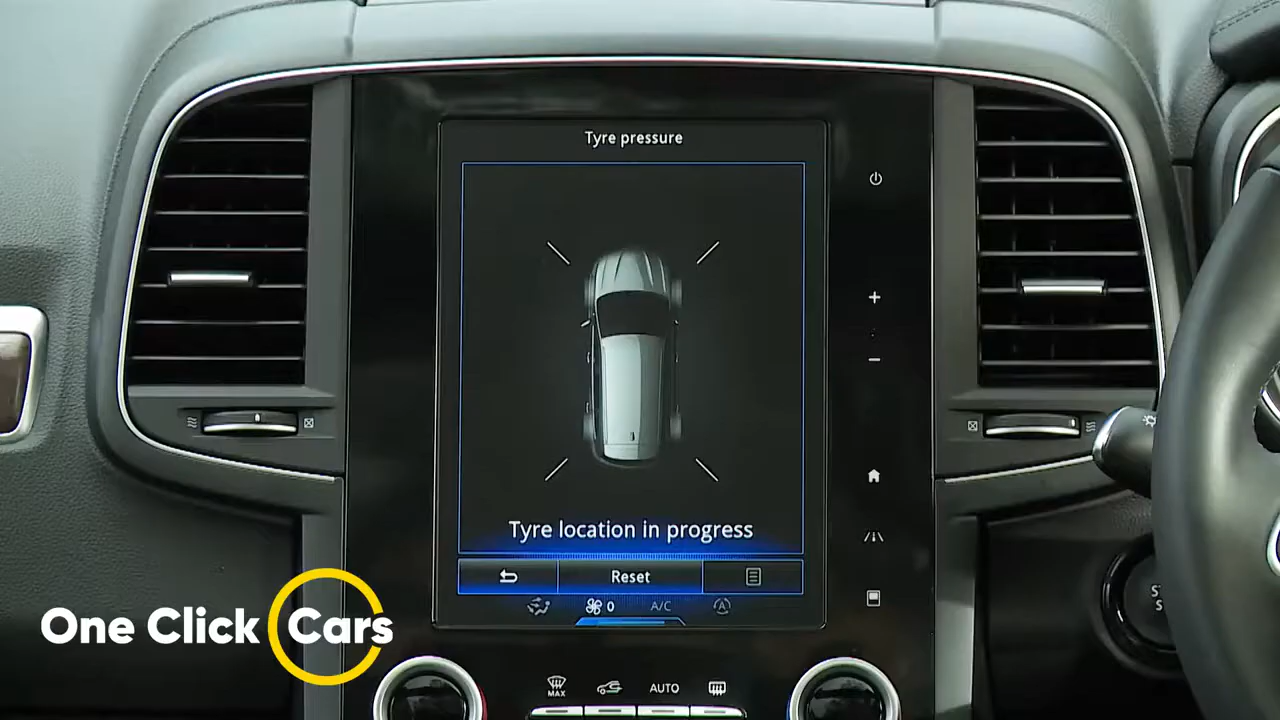 Tyre pressure
Tyre location in progress
Reset
0
A/C
A
One Click Cars
MAX
AUTO